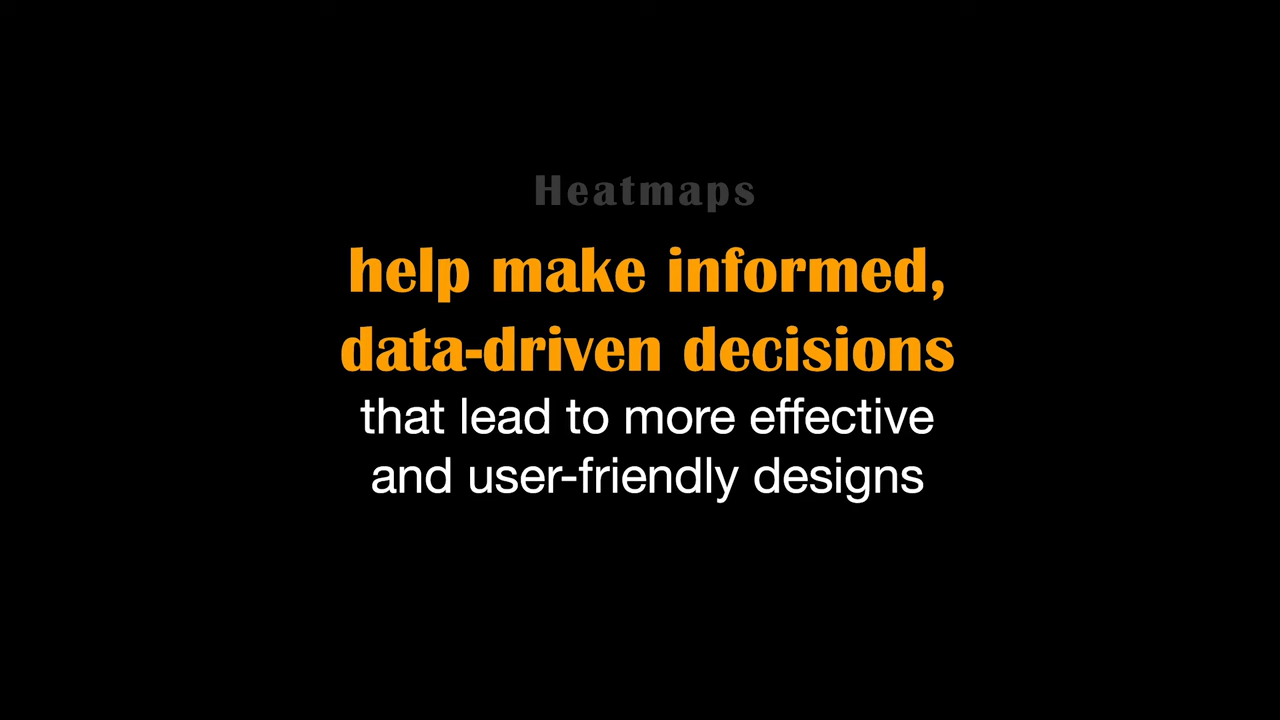 Heatmaps
help make informed,
data-driven decisions
that lead to more effective
and user-friendly designs